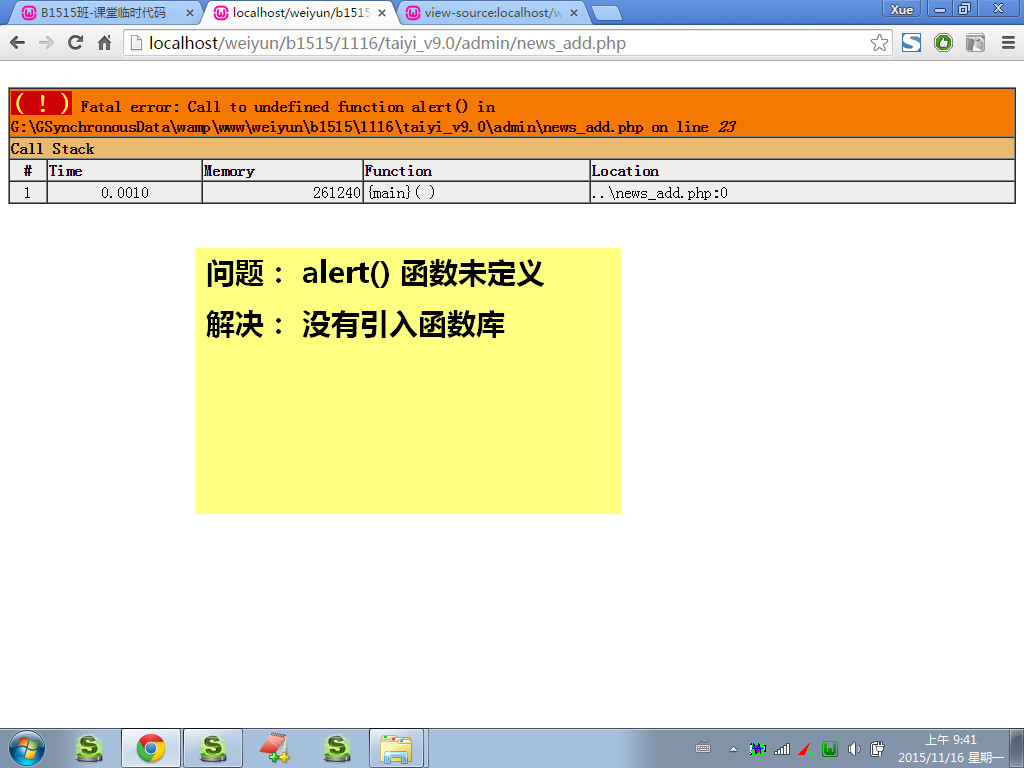 B1515班-课堂临时代码
localhost/weiyun/b1515
view-source:localhost/w
Xue
localhost/weiyun/b1515/1116/taiyi_v9.0/admin/news_add.php
( ! ) Fatal error: Call to undefined function alert() in
G:\GSynchronousData\wamp\www\weiyun\b1515\1116\taiyi_v9.0\admin\news_add.php on line 23
Call Stack
# Time Memory Function Location
1 0.0010 261240 {main}( ) ..\news_add.php:0
问题： alert() 函数未定义
解决： 没有引入函数库
上午 9:41
2015/11/16 星期一